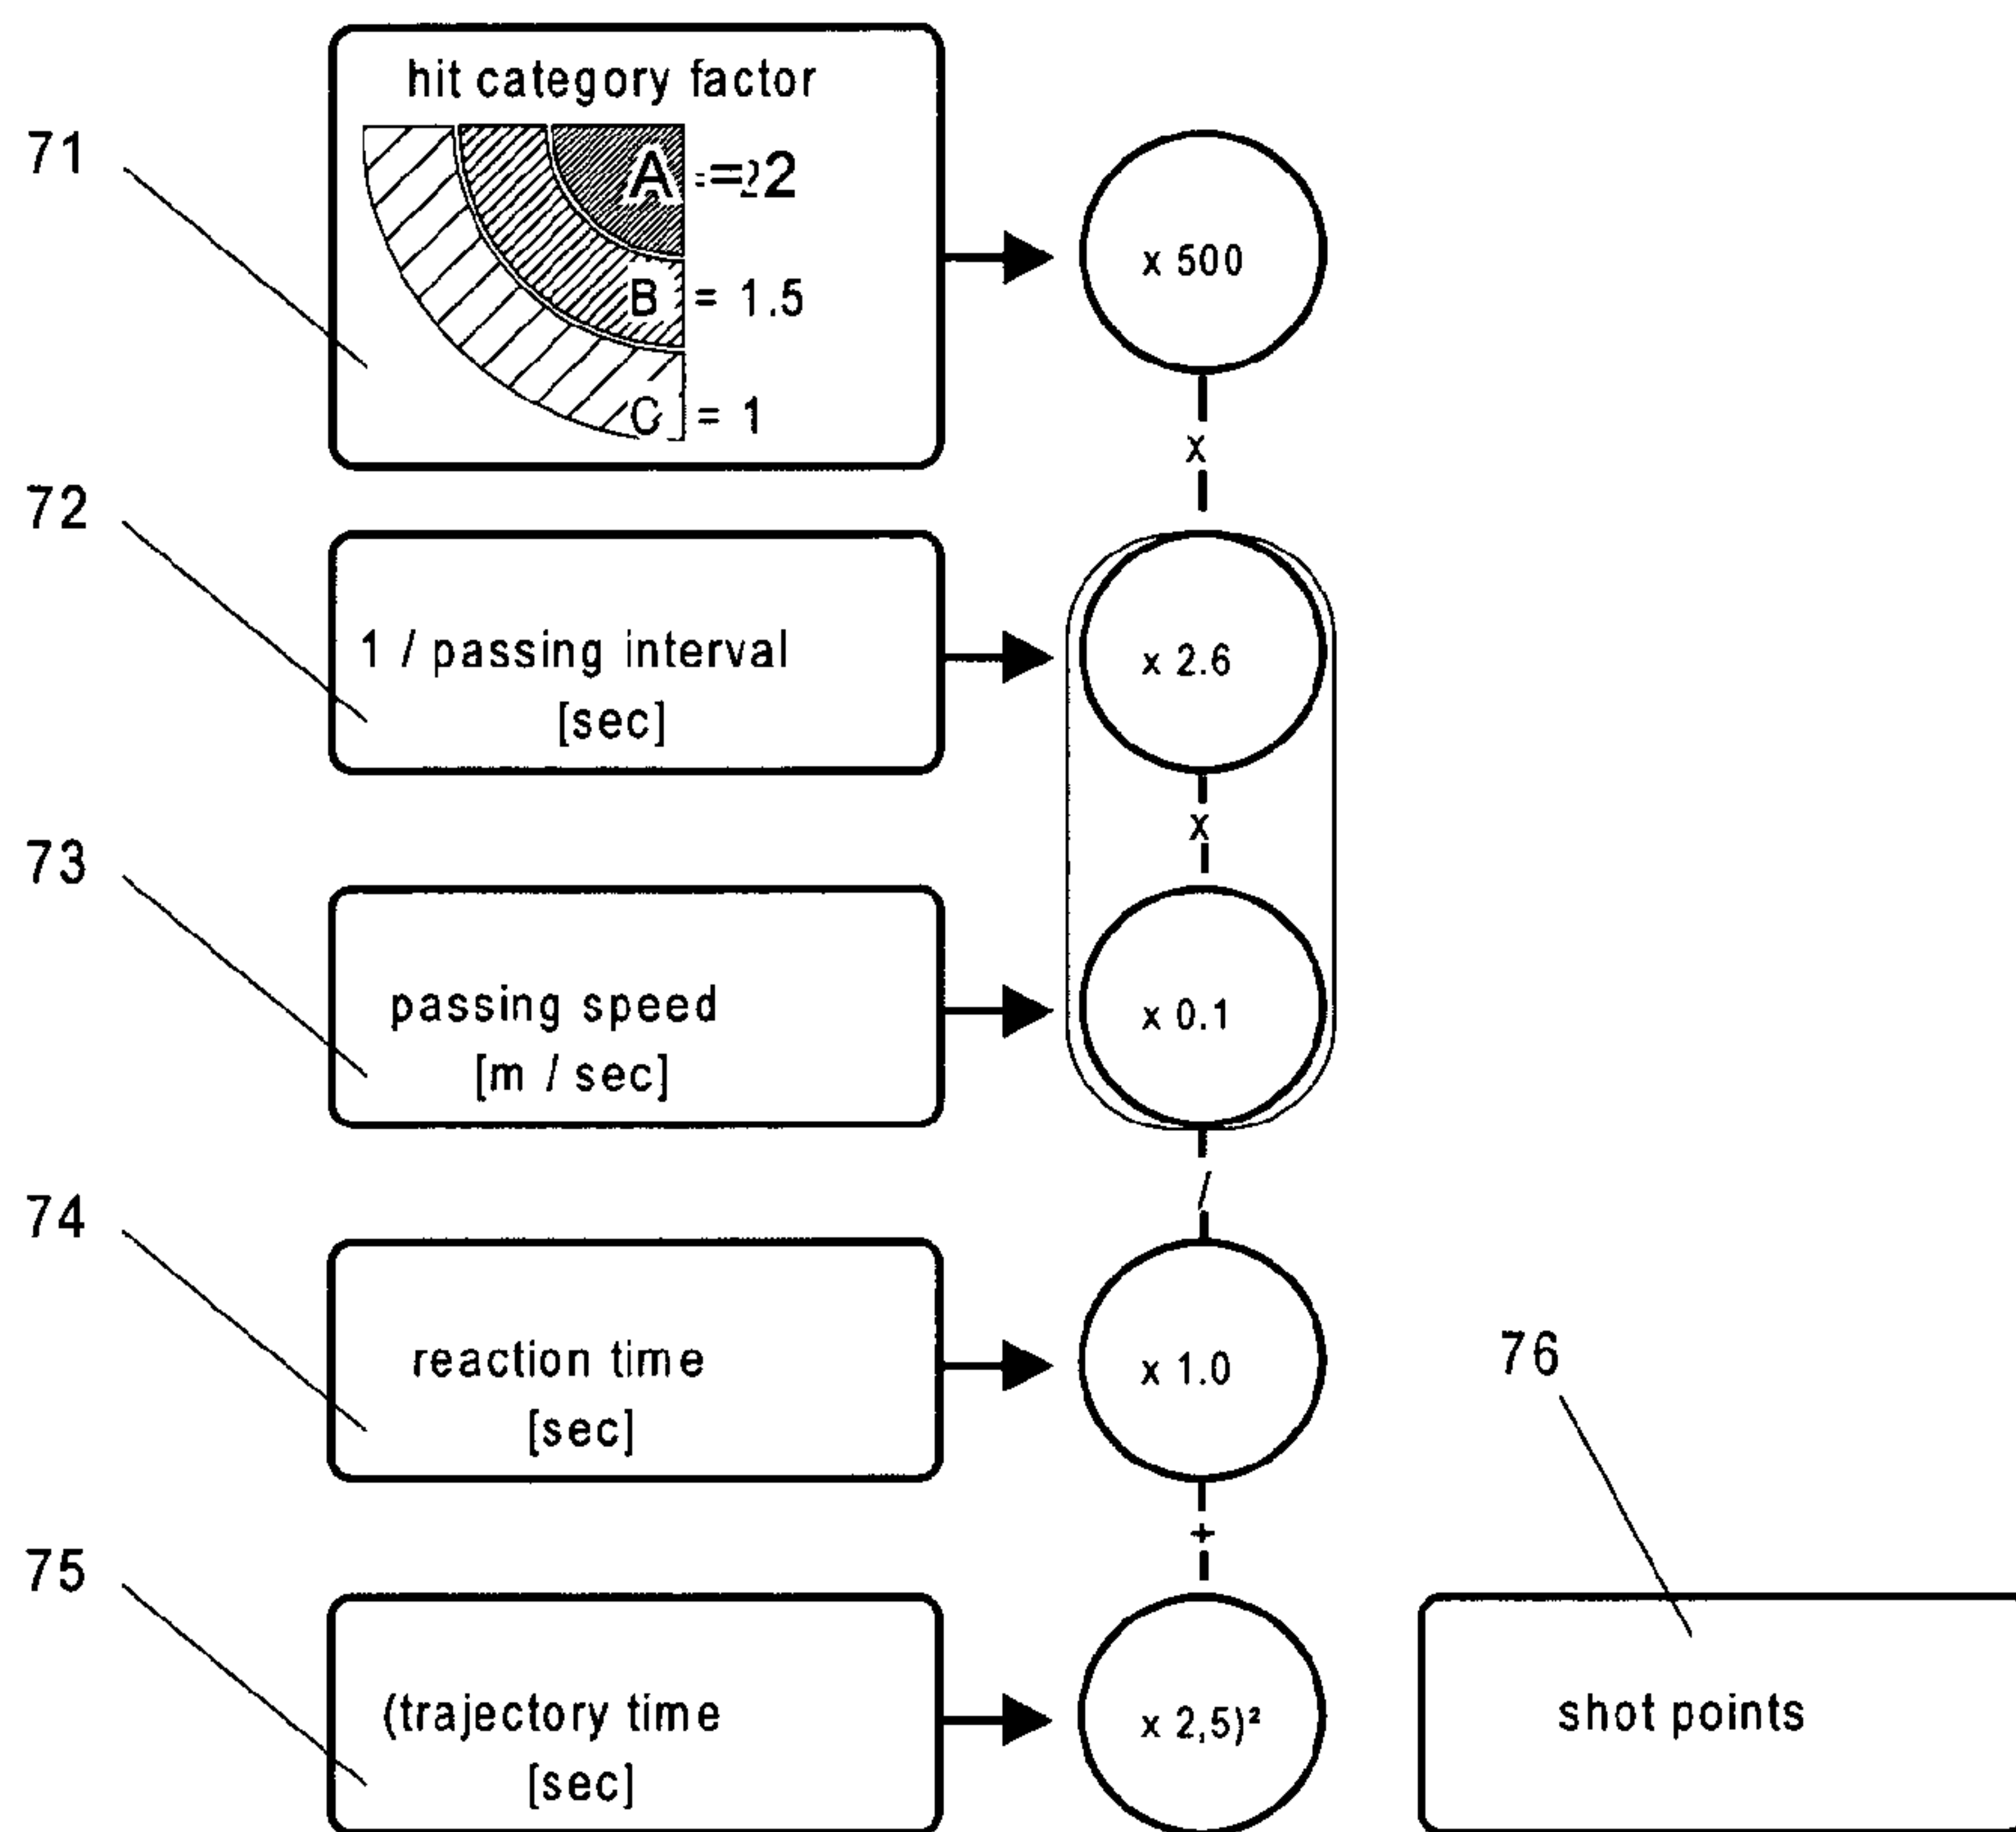 hit category factor
71
A = 2
x 500
B = 1.5
C = 1
x
72
1 / passing interval
[sec]
x 2.6
x
73
passing speed
[m / sec]
x 0.1
/
74
reaction time
[sec]
x 1.0
76
+
75
(trajectory time
[sec]
x 2,5)²
shot points